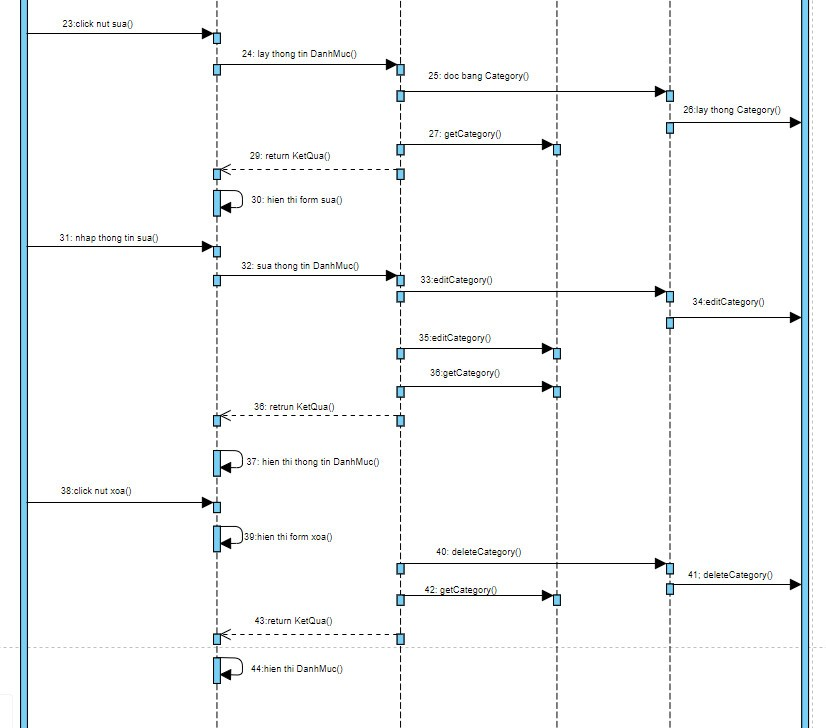 23:click nut sua()
24: lay thong tin DanhMuc()
25: doc bang Category()
26:lay thong Category()
27: getCategory()
29: return KetQua()
30: hien thi form sua()
31: nhap thong tin sua()
32: sua thong tin DanhMuc()
33:editCategory()
34:editCategory()
35:editCategory()
36:getCategory()
36: retrun KetQua()
37: hien thi thong tin DanhMuc()
38:click nut xoa()
39:hien thi form xoa()
40: deleteCategory()
41; deleteCategory()
42: getCategory()
43:return KetQua()
44:hien thi DanhMuc()